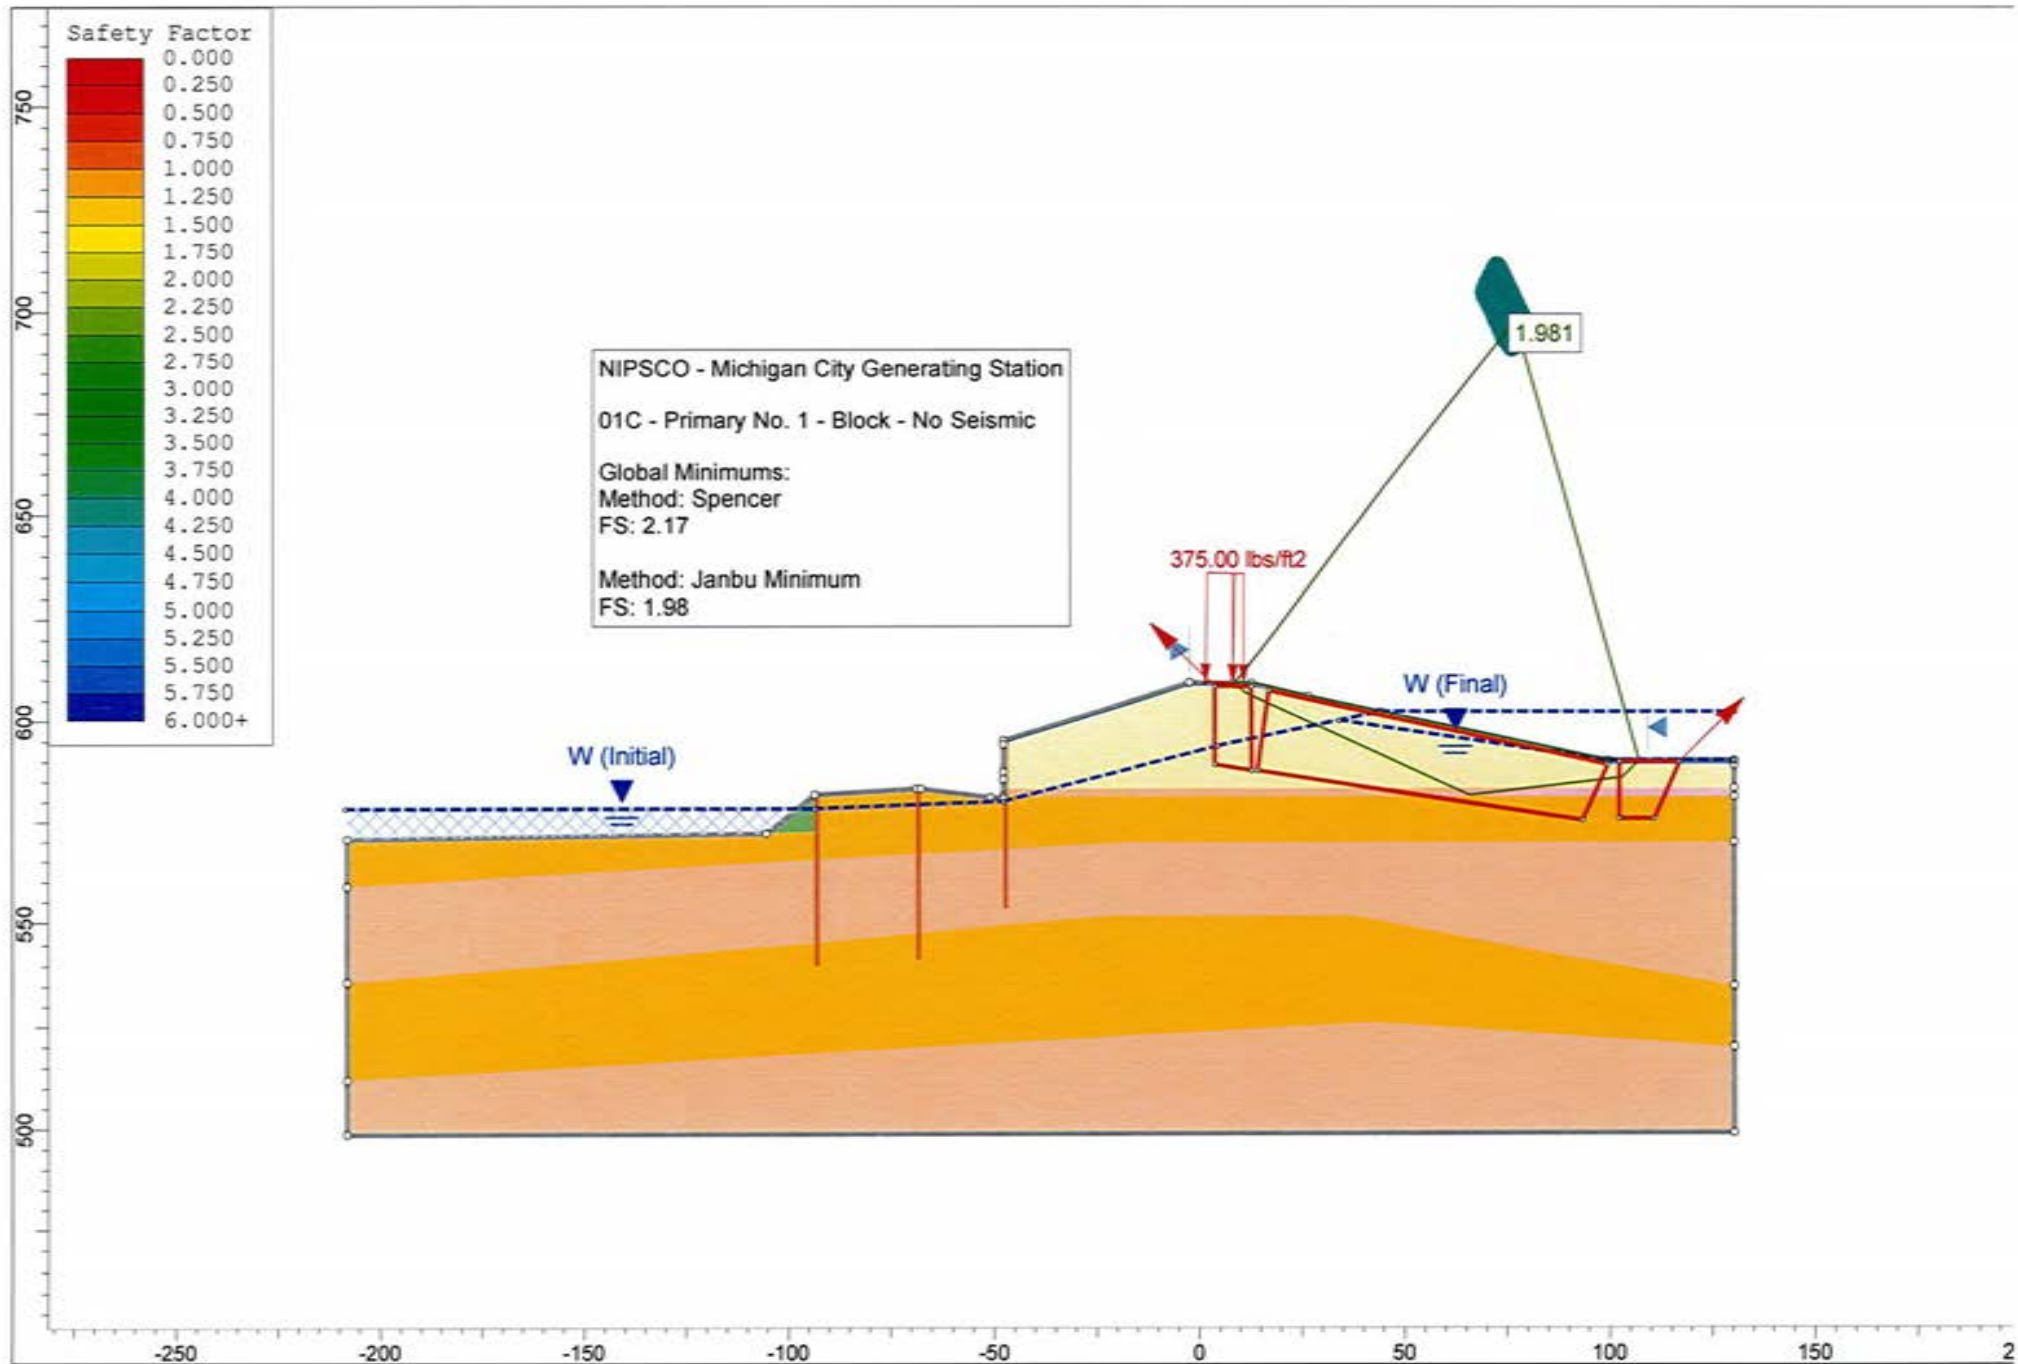 Safety Factor
0.000
0.250
0.500
0.750
1.000
1.250
1.500
1.750
2.000
2.250
2.500
2.750
3.000
3.250
3.500
3.750
4.000
4.250
4.500
4.750
5.000
5.250
5.500
5.750
6.000+
750
700
650
600
550
500
NIPSCO - Michigan City Generating Station
01C - Primary No. 1 - Block - No Seismic
Global Minimums:
Method: Spencer
FS: 2.17
Method: Janbu Minimum
FS: 1.98
1.981
375.00 lbs/ft2
W (Final)
W (Initial)
-250 -200 -150 -100 -50 0 50 100 150 2